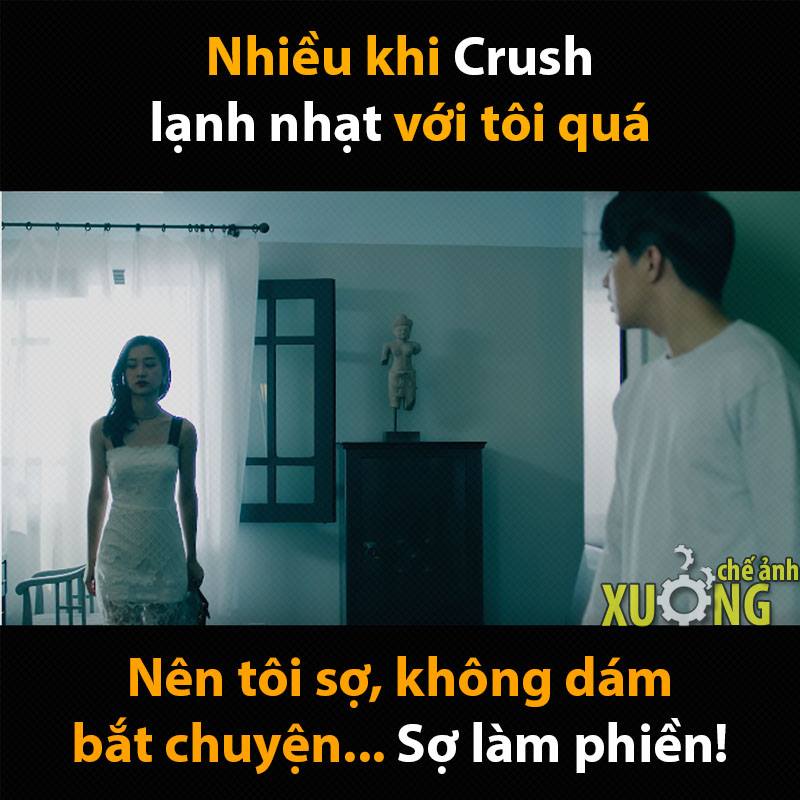 Nhiều khi Crush
lạnh nhạt với tôi quá
chế ảnh
XUỞNG
Nên tôi sợ, không dám
bắt chuyện... Sợ làm phiền!